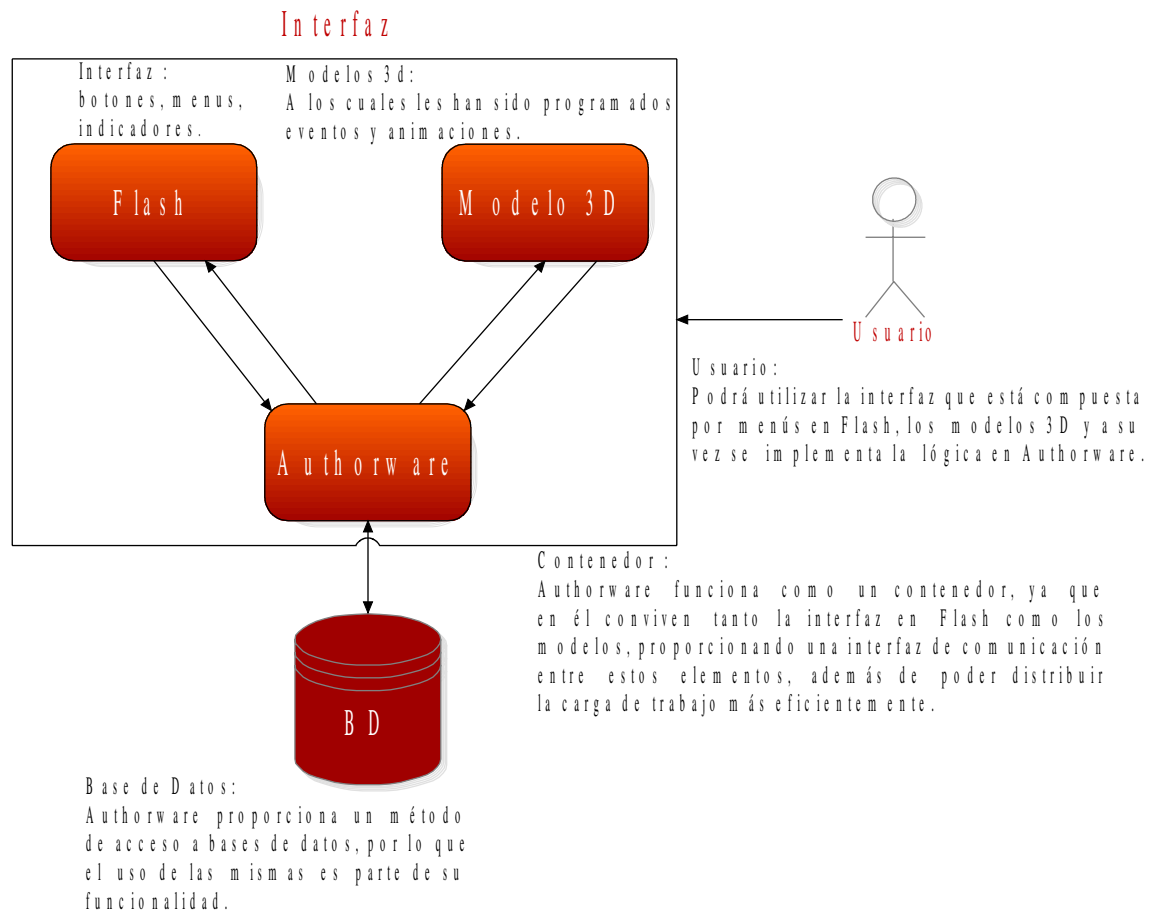 Interfaz
Interfaz:
botones, menus,
indicadores.
Modelos 3d:
A los cuales les han sido programados
eventos y animaciones.
Flash
Modelo 3D
Usuario
Usuario:
Podrá utilizar la interfaz que está compuesta
por menús en Flash, los modelos 3D y a su
vez se implementa la lógica en Authorware.
Authorware
Contenedor:
Authorware funciona como un contenedor, ya que
en él conviven tanto la interfaz en Flash como los
modelos, proporcionando una interfaz de comunicación
entre estos elementos, además de poder distribuir
la carga de trabajo más eficientemente.
BD
Base de Datos:
Authorware proporciona un método
de acceso a bases de datos, por lo que
el uso de las mismas es parte de su
funcionalidad.